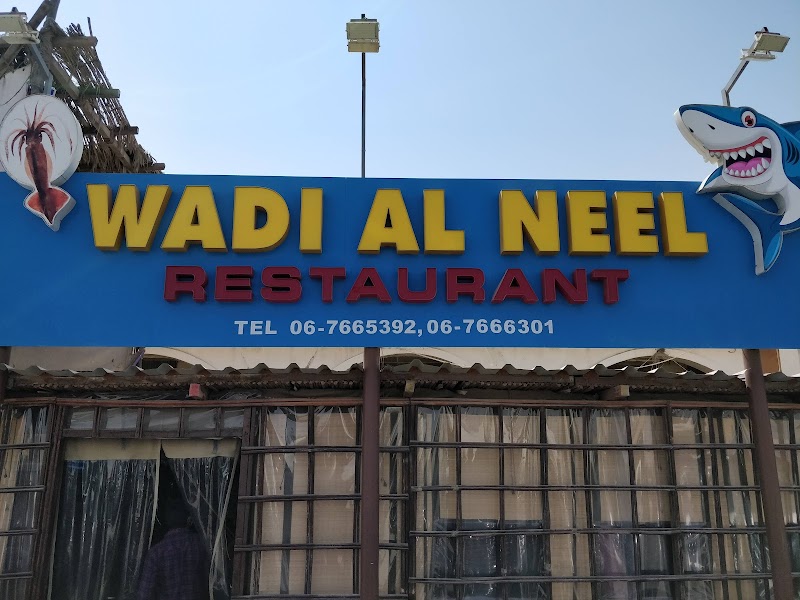 WADI AL NEEL
RESTAURANT
TEL 06-7665392,06-7666301